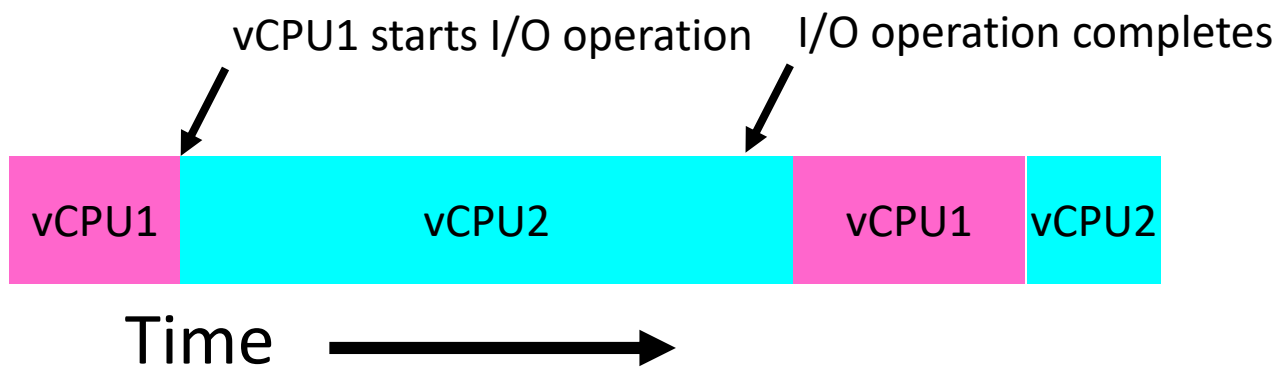 vCPU1 starts I/O operation
I/O operation completes
vCPU1
vCPU2
vCPU1
vCPU2
Time